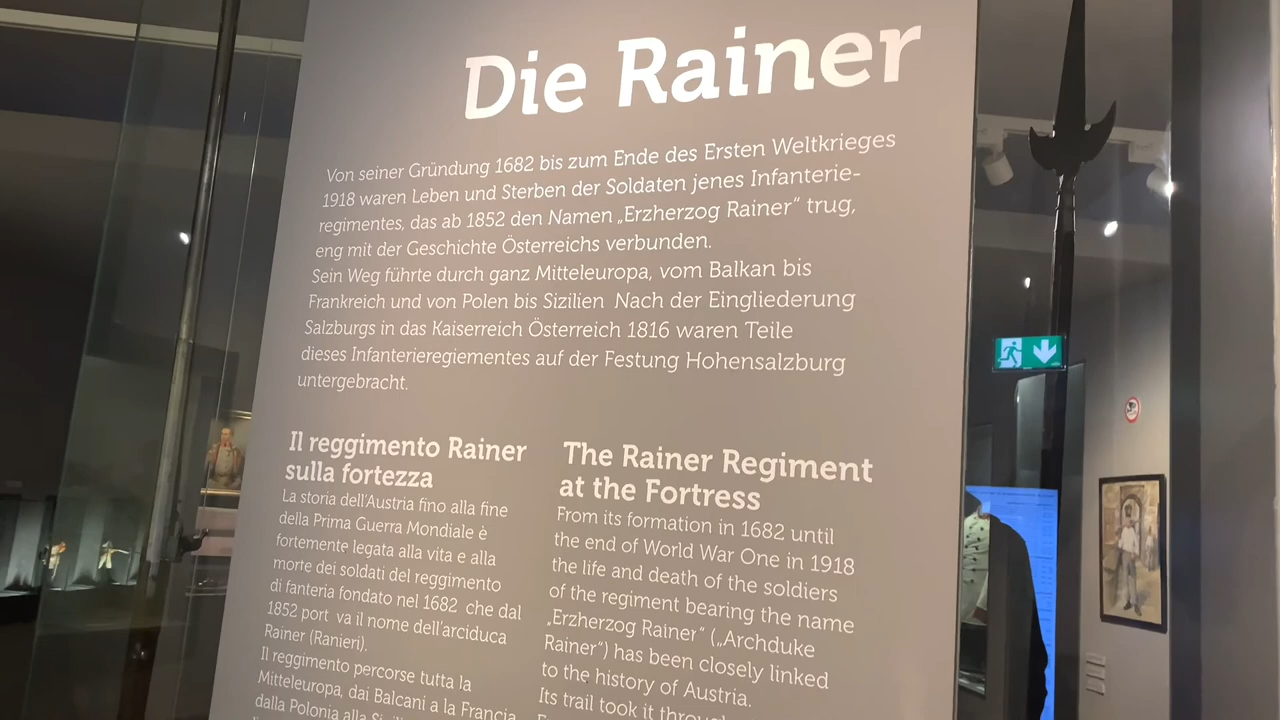 Die Rainer
Von seiner Gründung 1682 bis zum Ende des Ersten Weltkrieges
1918 waren Leben und Sterben der Soldaten jenes Infanterie-
regimentes, das ab 1852 den Namen „Erzherzog Rainer“ trug,
eng mit der Geschichte Österreichs verbunden.
Sein Weg führte durch ganz Mitteleuropa, vom Balkan bis
Frankreich und von Polen bis Sizilien Nach der Eingliederung
Salzburgs in das Kaiserreich Österreich 1816 waren Teile
dieses Infanterieregiementes auf der Festung Hohensalzburg
untergebracht.
Il reggimento Rainer
sulla fortezza
La storia dell'Austria fino alla fine
della Prima Guerra Mondiale è
fortemente legata alla vita e alla
morte dei soldati del reggimento
di fanteria fondato nel 1682 che dal
1852 port va il nome dell'arciduca
Rainer (Ranieri).
Il reggimento percorse tutta la
Mitteleuropa, dai Balcani a la Francia
dalla Polonia alla
The Rainer Regiment
at the Fortress
From its formation in 1682 until
the end of World War One in 1918
the life and death of the soldiers
of the regiment bearing the name
„Erzherzog Rainer“ („Archduke
Rainer“) has been closely linked
to the history of Austria.
Its trail took it